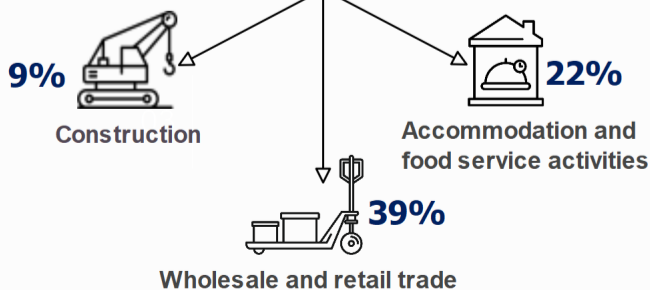 9%
Construction
22%
Accommodation and
food service activities
39%
Wholesale and retail trade